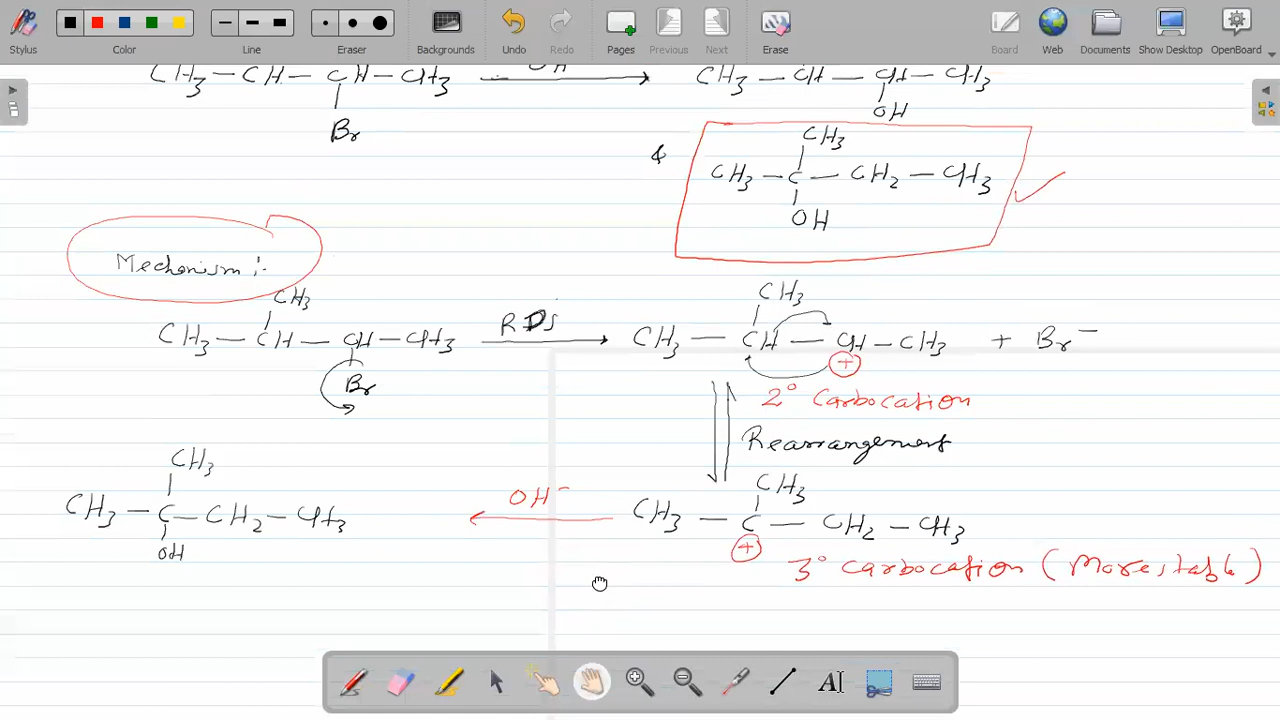 Stylus Color Line Eraser Backgrounds Undo Redo Pages Previous Next Erase Board Web Documents Show Desktop OpenBoard
CH3 — CH — CH — CH3 → CH3 — CH — CH — CH3
Br
OH
OH
&
CH3
CH3 — C — CH2 — CH3
OH
Mechanism :-
CH3
CH3 — CH — CH — CH3
Br
RDS
CH3
CH3 — CH — CH — CH3 + Br⁻
+
2° Carbocation
Rearrangement
CH3
CH3 — C — CH2 — CH3
+
3° carbocation (More stable)
OH⁻
CH3
CH3 — C — CH2 — CH3
OH
AI